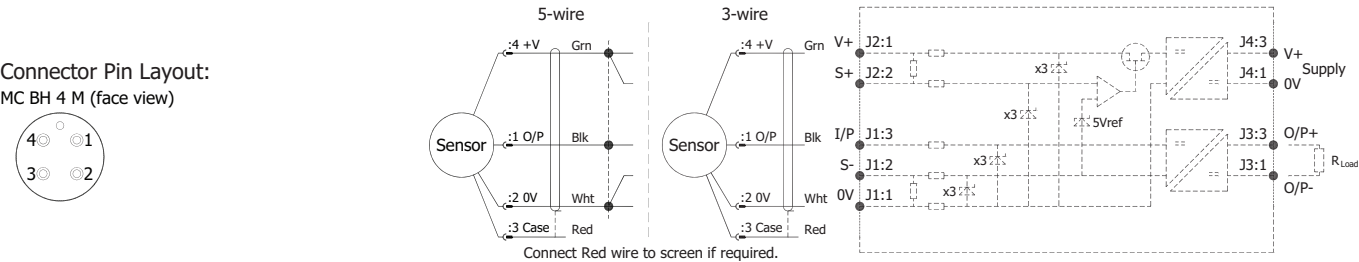 Connector Pin Layout:
MC BH 4 M (face view)
4 1
3 2
5-wire
Sensor
:4 +V Grn
:1 O/P Blk
:2 0V Wht
:3 Case Red
3-wire
Sensor
:4 +V Grn
:1 O/P Blk
:2 0V Wht
:3 Case Red
Connect Red wire to screen if required.
V+ J2:1
S+ J2:2
I/P J1:3
S- J1:2
0V J1:1
x3
x3
5Vref
x3
x3
J4:3 V+
J4:1 0V
Supply
J3:3 O/P+
J3:1 O/P-
R Load